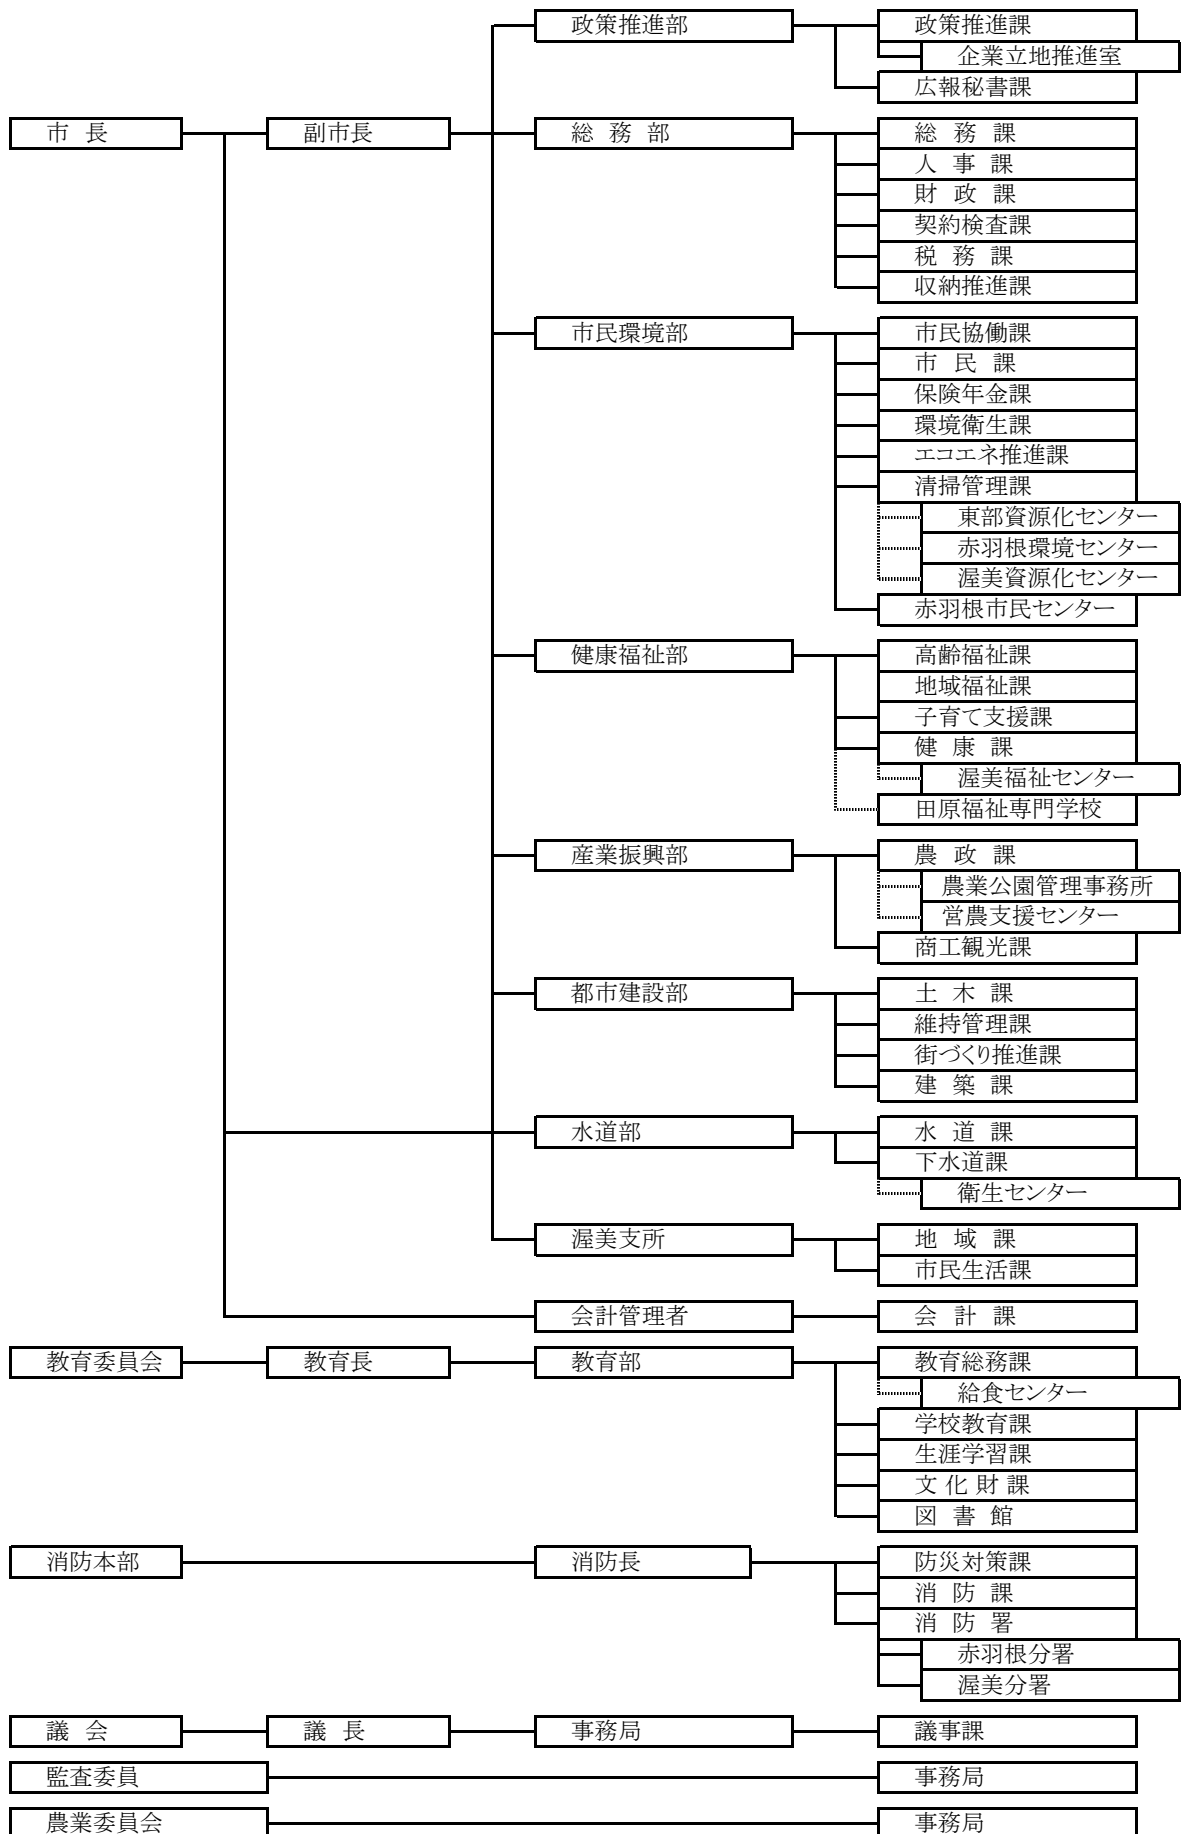 政策推進部 政策推進課
企業立地推進室
広報秘書課
市 長 副市長 総 務 部 総 務 課
人 事 課
財 政 課
契約検査課
税 務 課
収納推進課
市民環境部 市民協働課
市 民 課
保険年金課
環境衛生課
エコエネ推進課
清掃管理課
東部資源化センター
赤羽根環境センター
渥美資源化センター
赤羽根市民センター
健康福祉部 高齢福祉課
地域福祉課
子育て支援課
健 康 課
渥美福祉センター
田原福祉専門学校
産業振興部 農 政 課
農業公園管理事務所
営農支援センター
商工観光課
都市建設部 土 木 課
維持管理課
街づくり推進課
建 築 課
水道部 水 道 課
下水道課
衛生センター
渥美支所 地 域 課
市民生活課
会計管理者 会 計 課
教育委員会 教育長 教育部 教育総務課
給食センター
学校教育課
生涯学習課
文 化 財 課
図 書 館
消防本部 消防長 防災対策課
消 防 課
消 防 署
赤羽根分署
渥美分署
議 会 議 長 事務局 議事課
監査委員 事務局
農業委員会 事務局